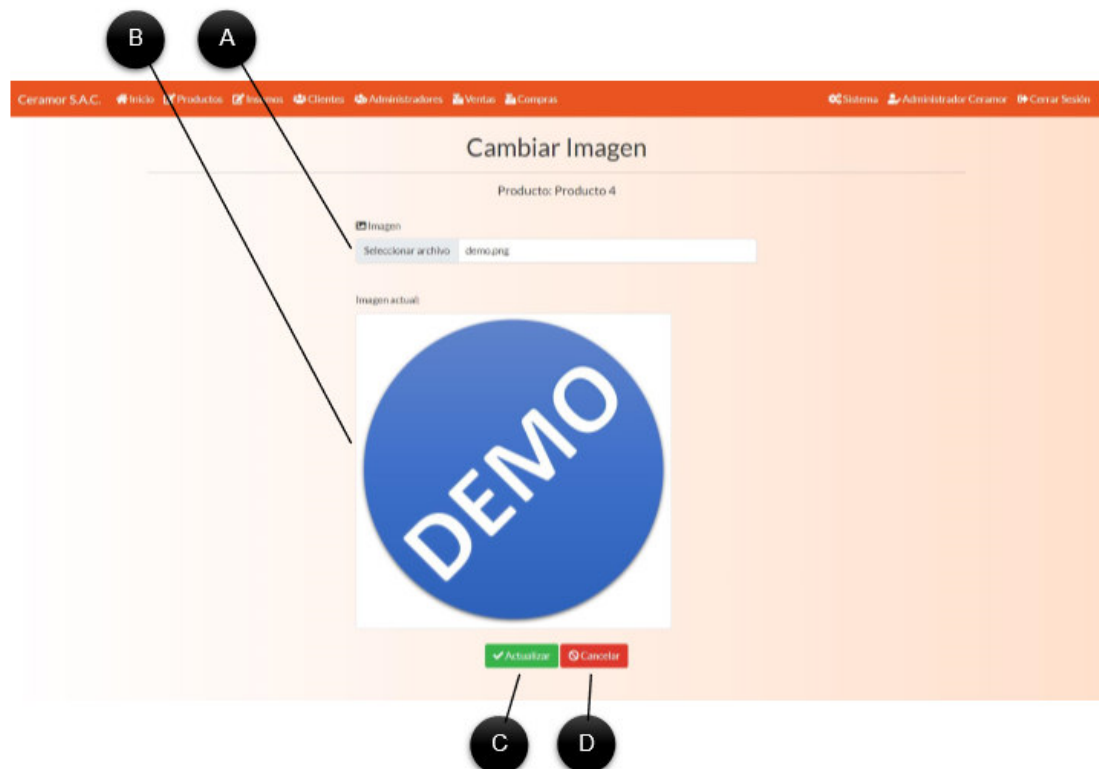 B A
Ceramor S.A.C. Inicio Productos Insumos Clientes Administradores Ventas Compras Sistema Administrador Ceramor Cerrar Sesión
Cambiar Imagen
Producto: Producto 4
Imagen
Seleccionar archivo demo.png
Imagen actual:
DEMO
Actualizar Cancelar
C D